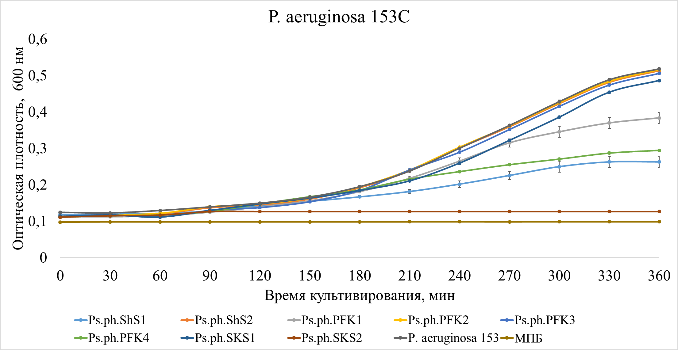 P. aeruginosa 153C
Оптическая плотность, 600 нм
0,6
0,5
0,4
0,3
0,2
0,1
0
0 30 60 90 120 150 180 210 240 270 300 330 360
Время культивирования, мин
Ps.ph.ShS1 Ps.ph.ShS2 Ps.ph.PFK1 Ps.ph.PFK2 Ps.ph.PFK3
Ps.ph.PFK4 Ps.ph.SKS1 Ps.ph.SKS2 P. aeruginosa 153 МПБ